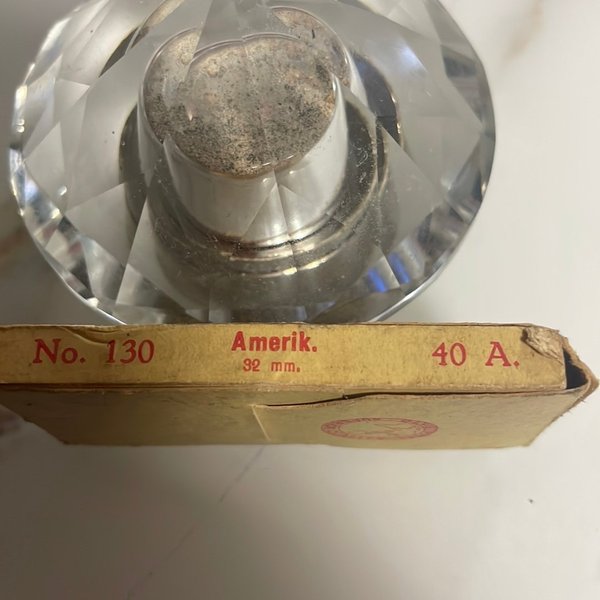 No. 130
Amerik.
32 mm.
40 A.